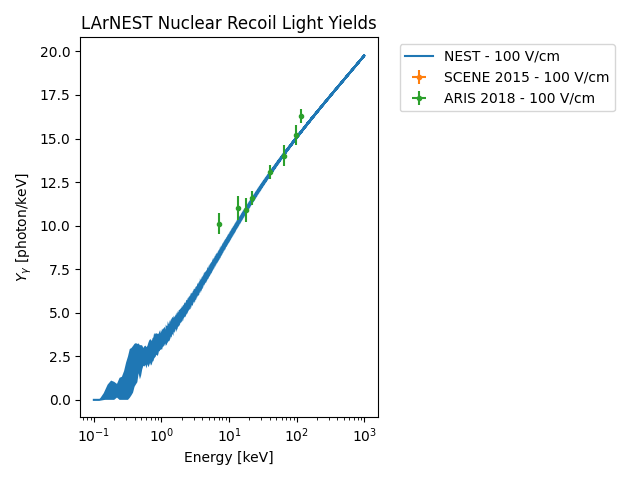 LArNEST Nuclear Recoil Light Yields
NEST - 100 V/cm
SCENE 2015 - 100 V/cm
ARIS 2018 - 100 V/cm
20.0
17.5
15.0
12.5
10.0
7.5
5.0
2.5
0.0
Yγ [photon/keV]
10⁻¹ 10⁰ 10¹ 10² 10³
Energy [keV]